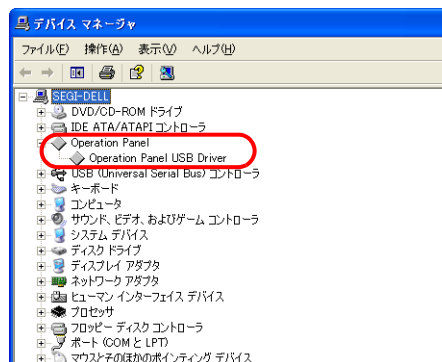 デバイス マネージャ
ファイル(F) 操作(A) 表示(V) ヘルプ(H)
SEGI-DELL
DVD/CD-ROM ドライブ
IDE ATA/ATAPI コントローラ
Operation Panel
Operation Panel USB Driver
USB (Universal Serial Bus) コントローラ
キーボード
コンピュータ
サウンド、ビデオ、およびゲーム コントローラ
システム デバイス
ディスク ドライブ
ディスプレイ アダプタ
ネットワーク アダプタ
ヒューマン インターフェイス デバイス
プロセッサ
フロッピー ディスク コントローラ
ポート (COM と LPT)
マウスとそのほかのポインティング デバイス